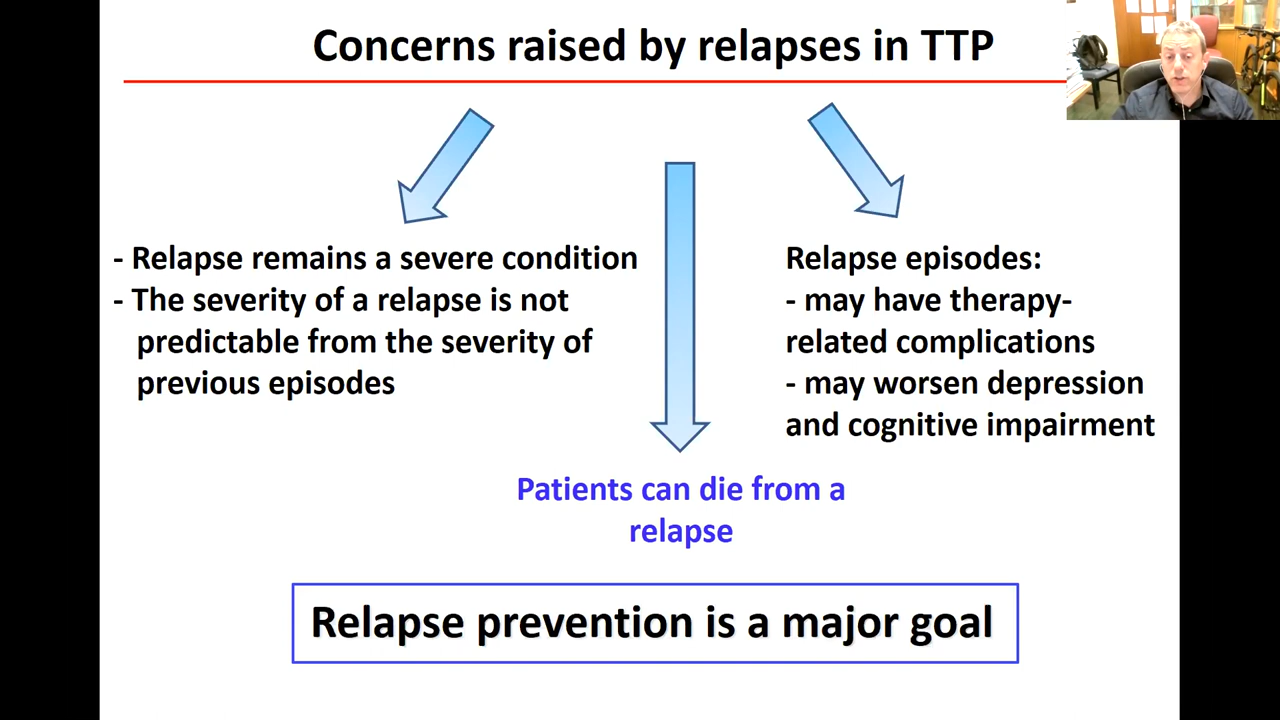 Concerns raised by relapses in TTP
- Relapse remains a severe condition
- The severity of a relapse is not
predictable from the severity of
previous episodes
Relapse episodes:
- may have therapy-
related complications
- may worsen depression
and cognitive impairment
Patients can die from a
relapse
Relapse prevention is a major goal